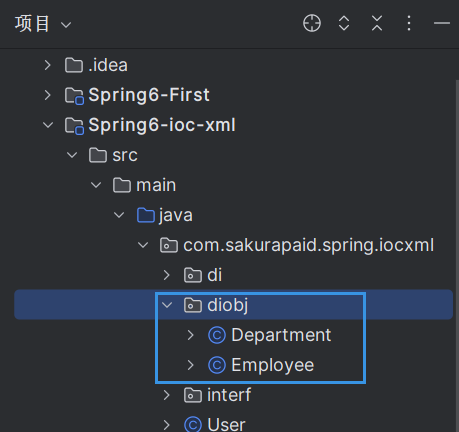 项目
.idea
Spring6-First
Spring6-ioc-xml
src
main
java
com.sakurapaid.spring.iocxml
di
diobj
C Department
C Employee
interf
C User